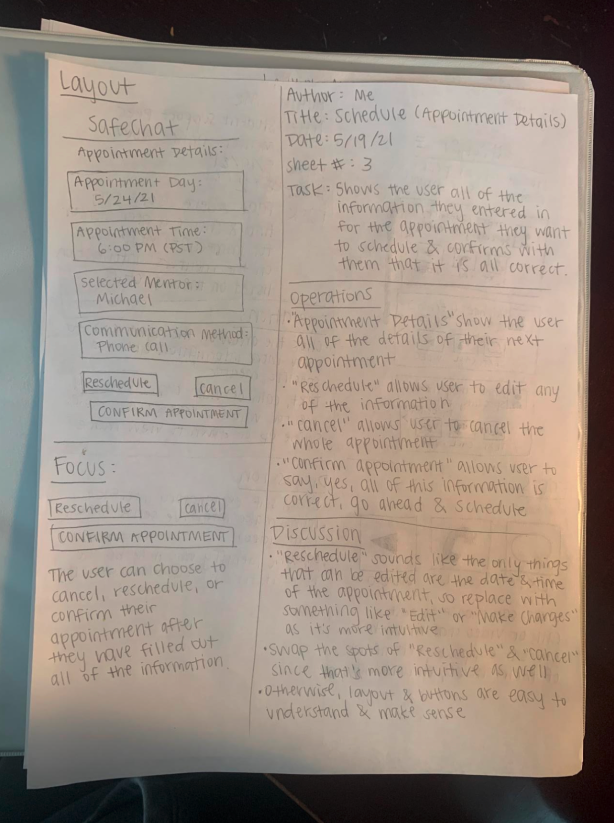 Layout
SafeChat
Appointment Details:
Appointment Day:
5/24/21
Appointment Time:
6:00 PM (PST)
Selected Mentor:
Michael
Communication Method:
Phone Call
Reschedule
Cancel
CONFIRM APPOINTMENT
Focus:
Reschedule
Cancel
CONFIRM APPOINTMENT
The user can choose to
cancel, reschedule, or
confirm their
appointment after
they have filled out
all of the information.
Author: Me
Title: Schedule (Appointment Details)
Date: 5/19/21
Sheet #: 3
Task: Shows the user all of the
information they entered in
for the appointment they want
to schedule & confirms with
them that it is all correct.
Operations
• "Appointment Details" show the user
all of the details of their next
appointment
• "Reschedule" allows user to edit any
of the information
• "Cancel" allows user to cancel the
whole appointment
• "Confirm appointment" allows user to
say, yes, all of this information is
correct, go ahead & schedule
Discussion
• "Reschedule" sounds like the only things
that can be edited are the date & time
of the appointment, so replace with
something like "Edit" or "Make Changes"
as it's more intuitive
• Swap the spots of "Reschedule" & "Cancel"
since that's more intuitive as well
• Otherwise, layout & buttons are easy to
understand & make sense